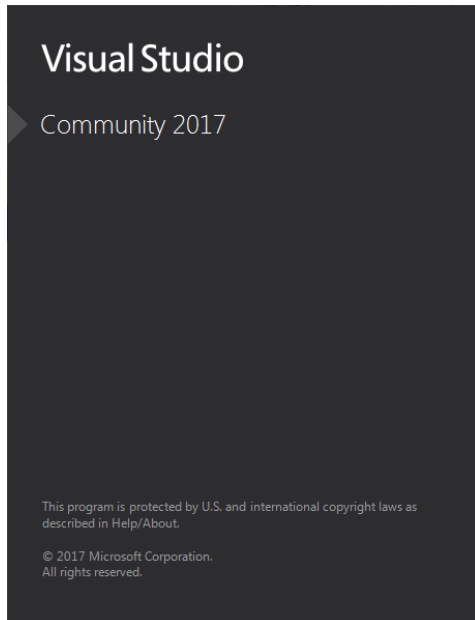 Visual Studio
Community 2017
This program is protected by U.S. and international copyright laws as
described in Help/About.
© 2017 Microsoft Corporation.
All rights reserved.